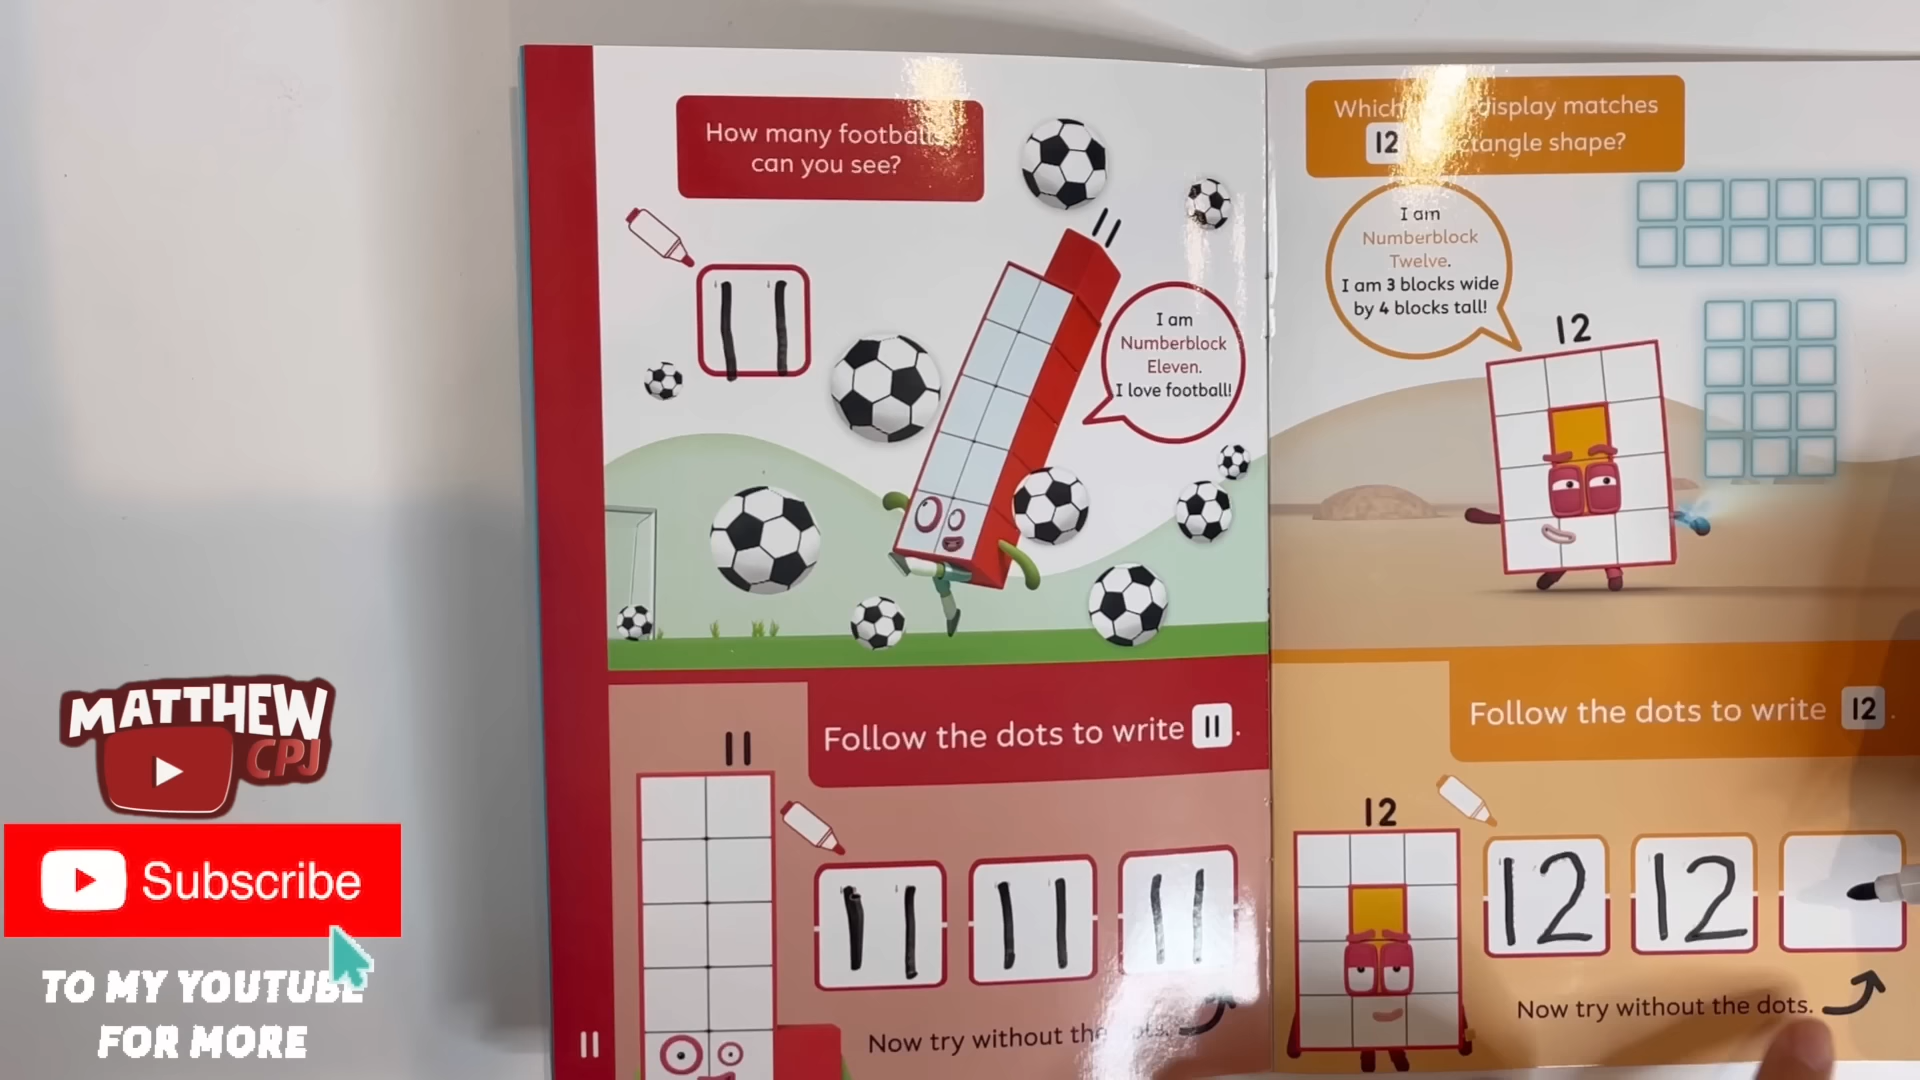 How many football
can you see?
11
11
I am
Numberblock
Eleven.
I love football!
Follow the dots to write 11.
11
11 11 11
Now try without the
11
Which display matches
12 shape?
I am
Numberblock
Twelve.
I am 3 blocks wide
by 4 blocks tall!
12
Follow the dots to write 12.
12
12 12
Now try without the dots.
MATTHEW
CPJ
Subscribe
TO MY YOUTUBE
FOR MORE